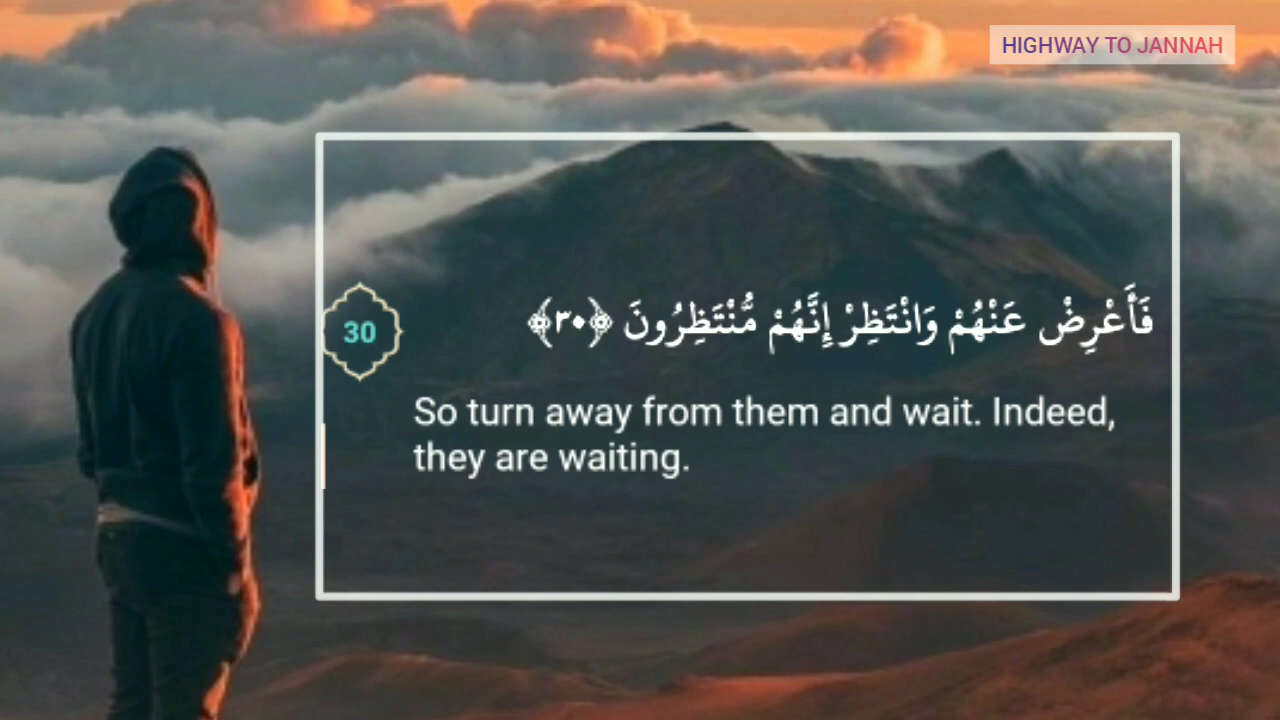 HIGHWAY TO JANNAH
فَأَعْرِضْ عَنْهُمْ وَانْتَظِرْ إِنَّهُمْ مُّنْتَظِرُونَ ﴿٣٠﴾
30
So turn away from them and wait. Indeed,
they are waiting.